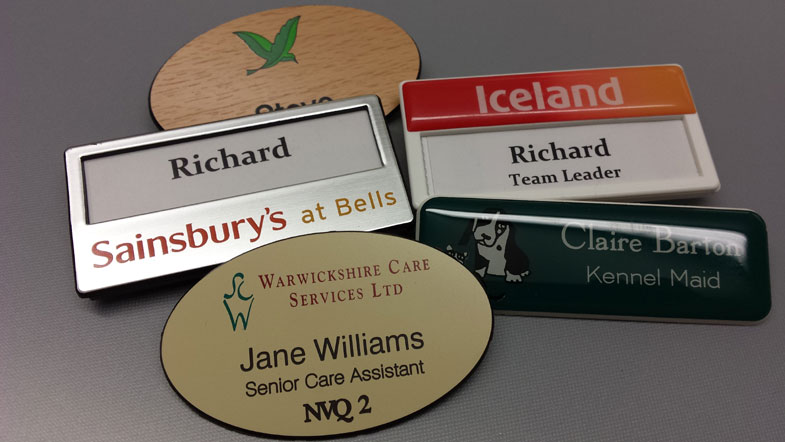 Steve
Richard
Sainsbury's at Bells
Iceland
Richard
Team Leader
Claire Barton
Kennel Maid
WARWICKSHIRE CARE
SERVICES LTD
Jane Williams
Senior Care Assistant
NVQ 2